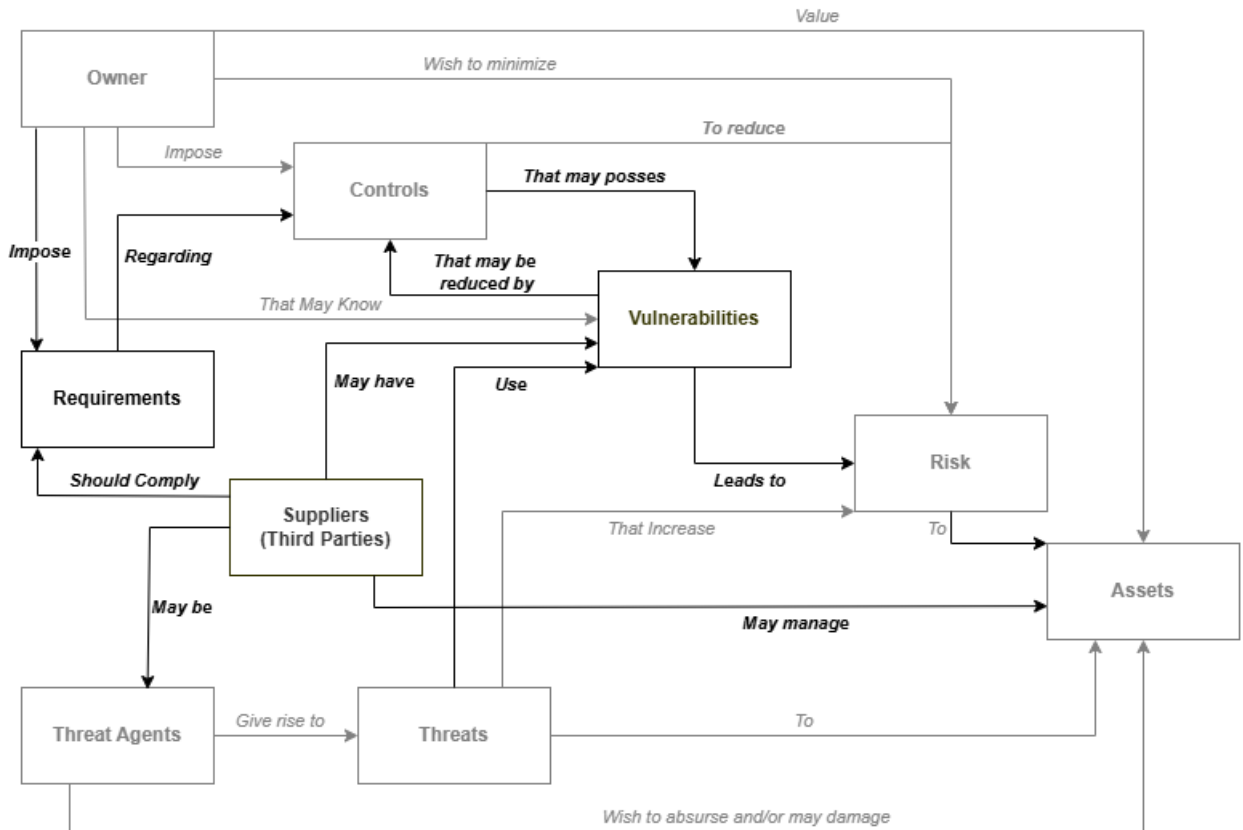 Value
Owner
Wish to minimize
To reduce
Impose
Controls
That may posses
Impose
Regarding
That may be
reduced by
That May Know
Vulnerabilities
Requirements
May have
Use
Risk
Should Comply
Leads to
Suppliers
(Third Parties)
That Increase
To
Assets
May be
May manage
Threat Agents
Give rise to
Threats
To
Wish to absurse and/or may damage